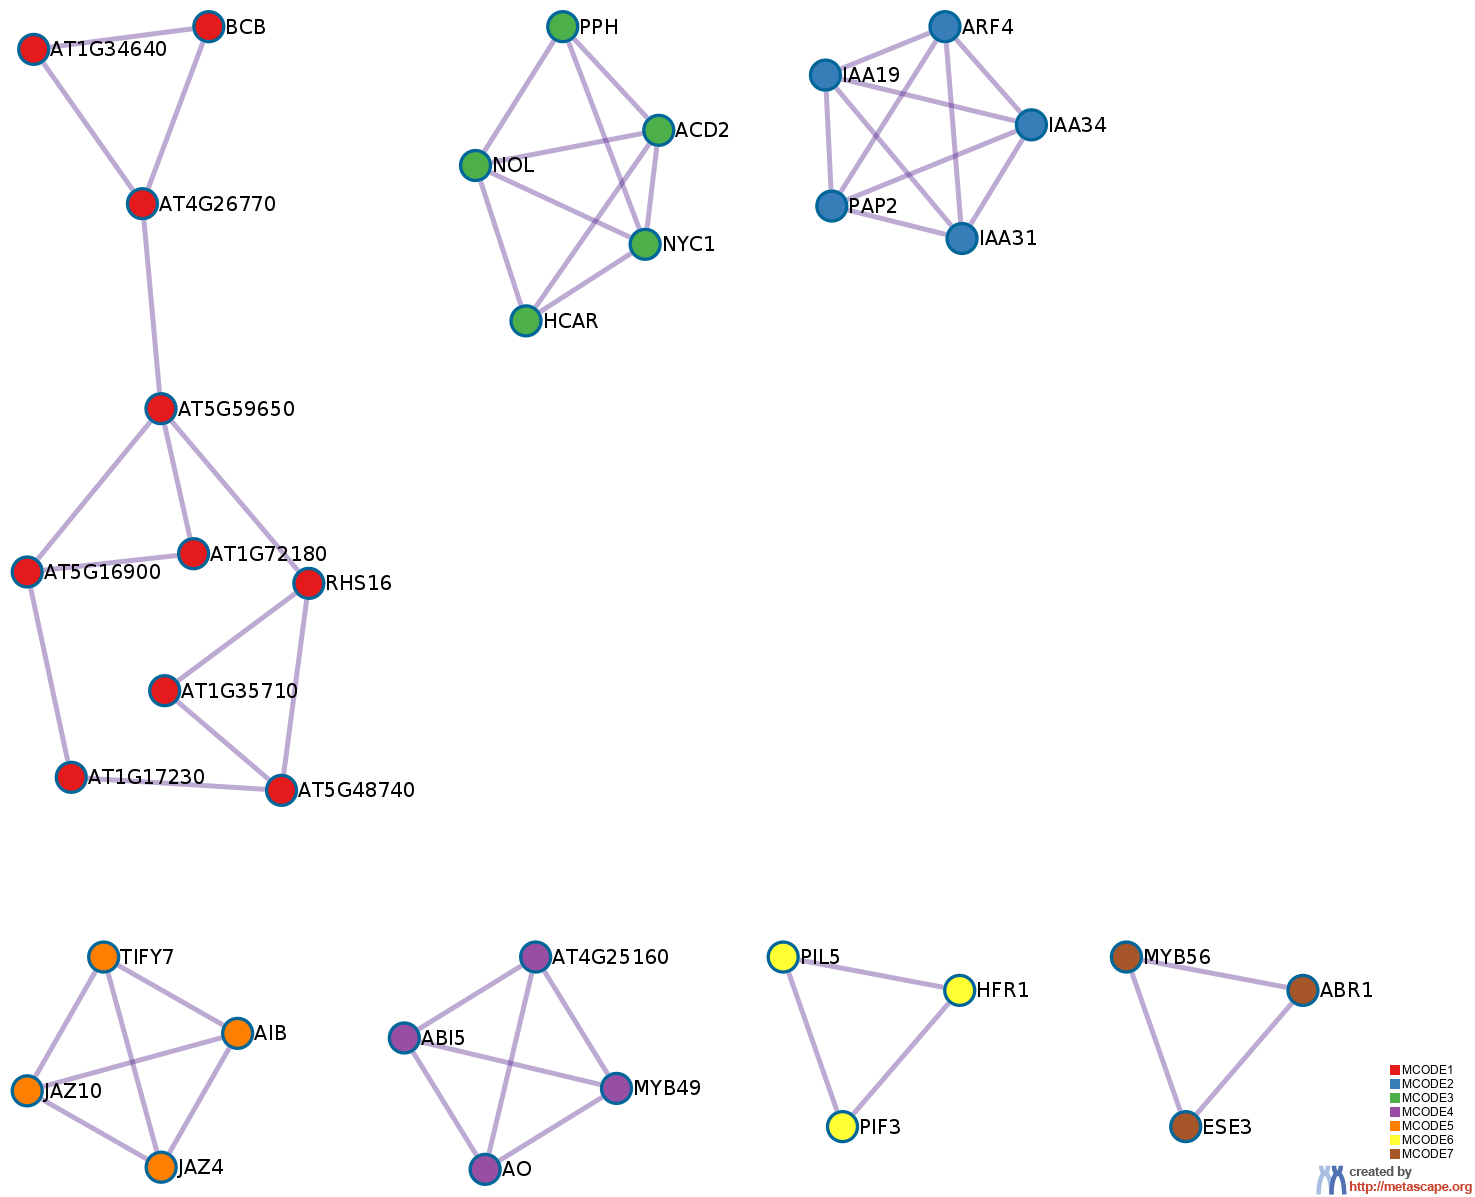 BCB
AT1G34640
AT4G26770
AT5G59650
AT1G72180
AT5G16900
RHS16
AT1G35710
AT1G17230
AT5G48740
PPH
ACD2
NOL
NYC1
HCAR
ARF4
IAA19
IAA34
PAP2
IAA31
TIFY7
AIB
JAZ10
JAZ4
AT4G25160
ABI5
MYB49
AO
PIL5
HFR1
PIF3
MYB56
ABR1
ESE3
MCODE1
MCODE2
MCODE3
MCODE4
MCODE5
MCODE6
MCODE7
created by
http://metascape.org